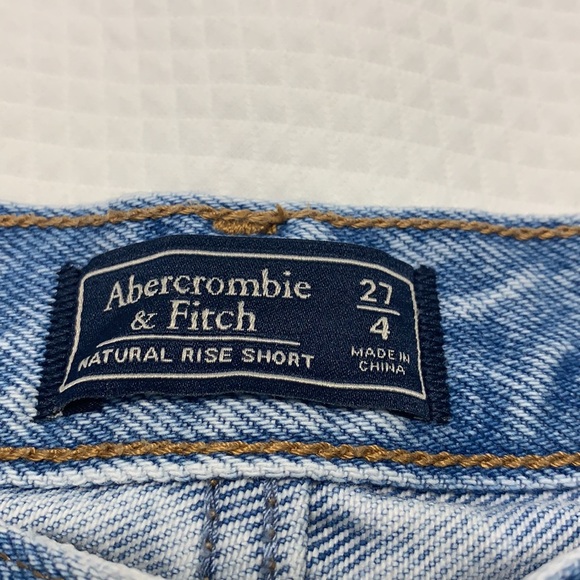 Abercrombie
& Fitch
NATURAL RISE SHORT
27
4
MADE IN
CHINA